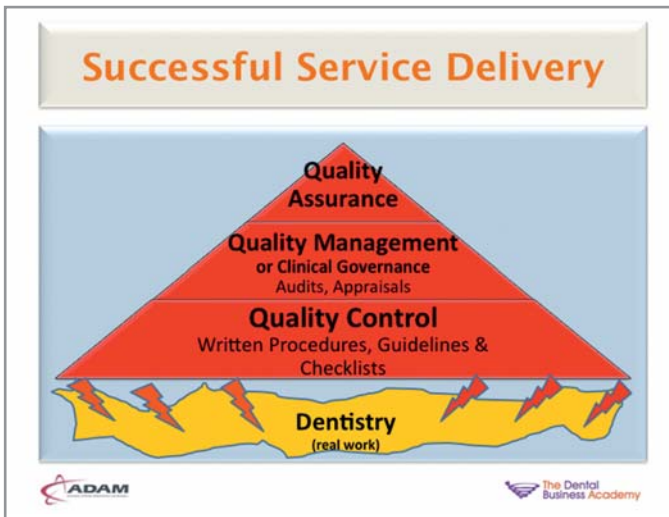 Successful Service Delivery
Quality
Assurance
Quality Management
or Clinical Governance
Audits, Appraisals
Quality Control
Written Procedures, Guidelines &
Checklists
Dentistry
(real work)
ADAM
The Dental
Business Academy